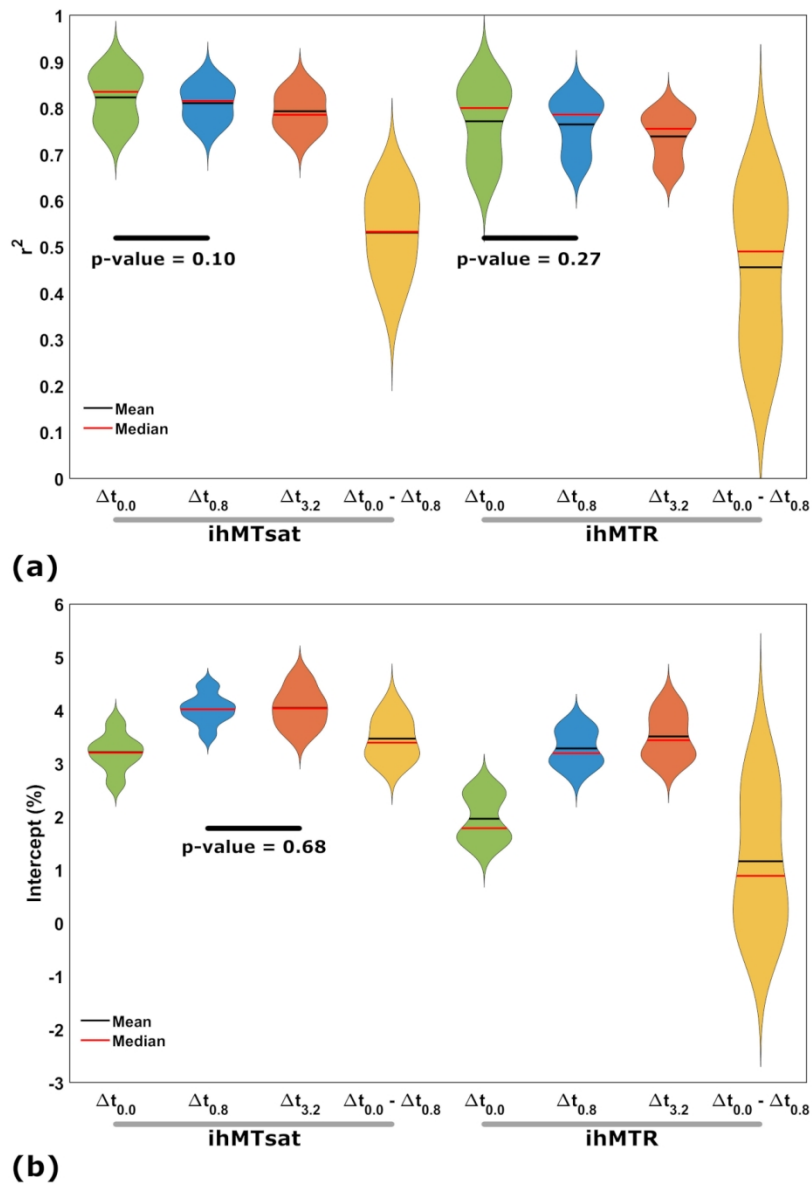 1
0.9
0.8
0.7
0.6
0.5
0.4
0.3
0.2
0.1
0
r²
p-value = 0.10
p-value = 0.27
Mean
Median
Δt₀.₀ Δt₀.₈ Δt₃.₂ Δt₀.₀ - Δt₀.₈ Δt₀.₀ Δt₀.₈ Δt₃.₂ Δt₀.₀ - Δt₀.₈
ihMTsat ihMTR
(a)
6
5
4
3
2
1
0
-1
-2
-3
Intercept (%)
p-value = 0.68
Mean
Median
Δt₀.₀ Δt₀.₈ Δt₃.₂ Δt₀.₀ - Δt₀.₈ Δt₀.₀ Δt₀.₈ Δt₃.₂ Δt₀.₀ - Δt₀.₈
ihMTsat ihMTR
(b)